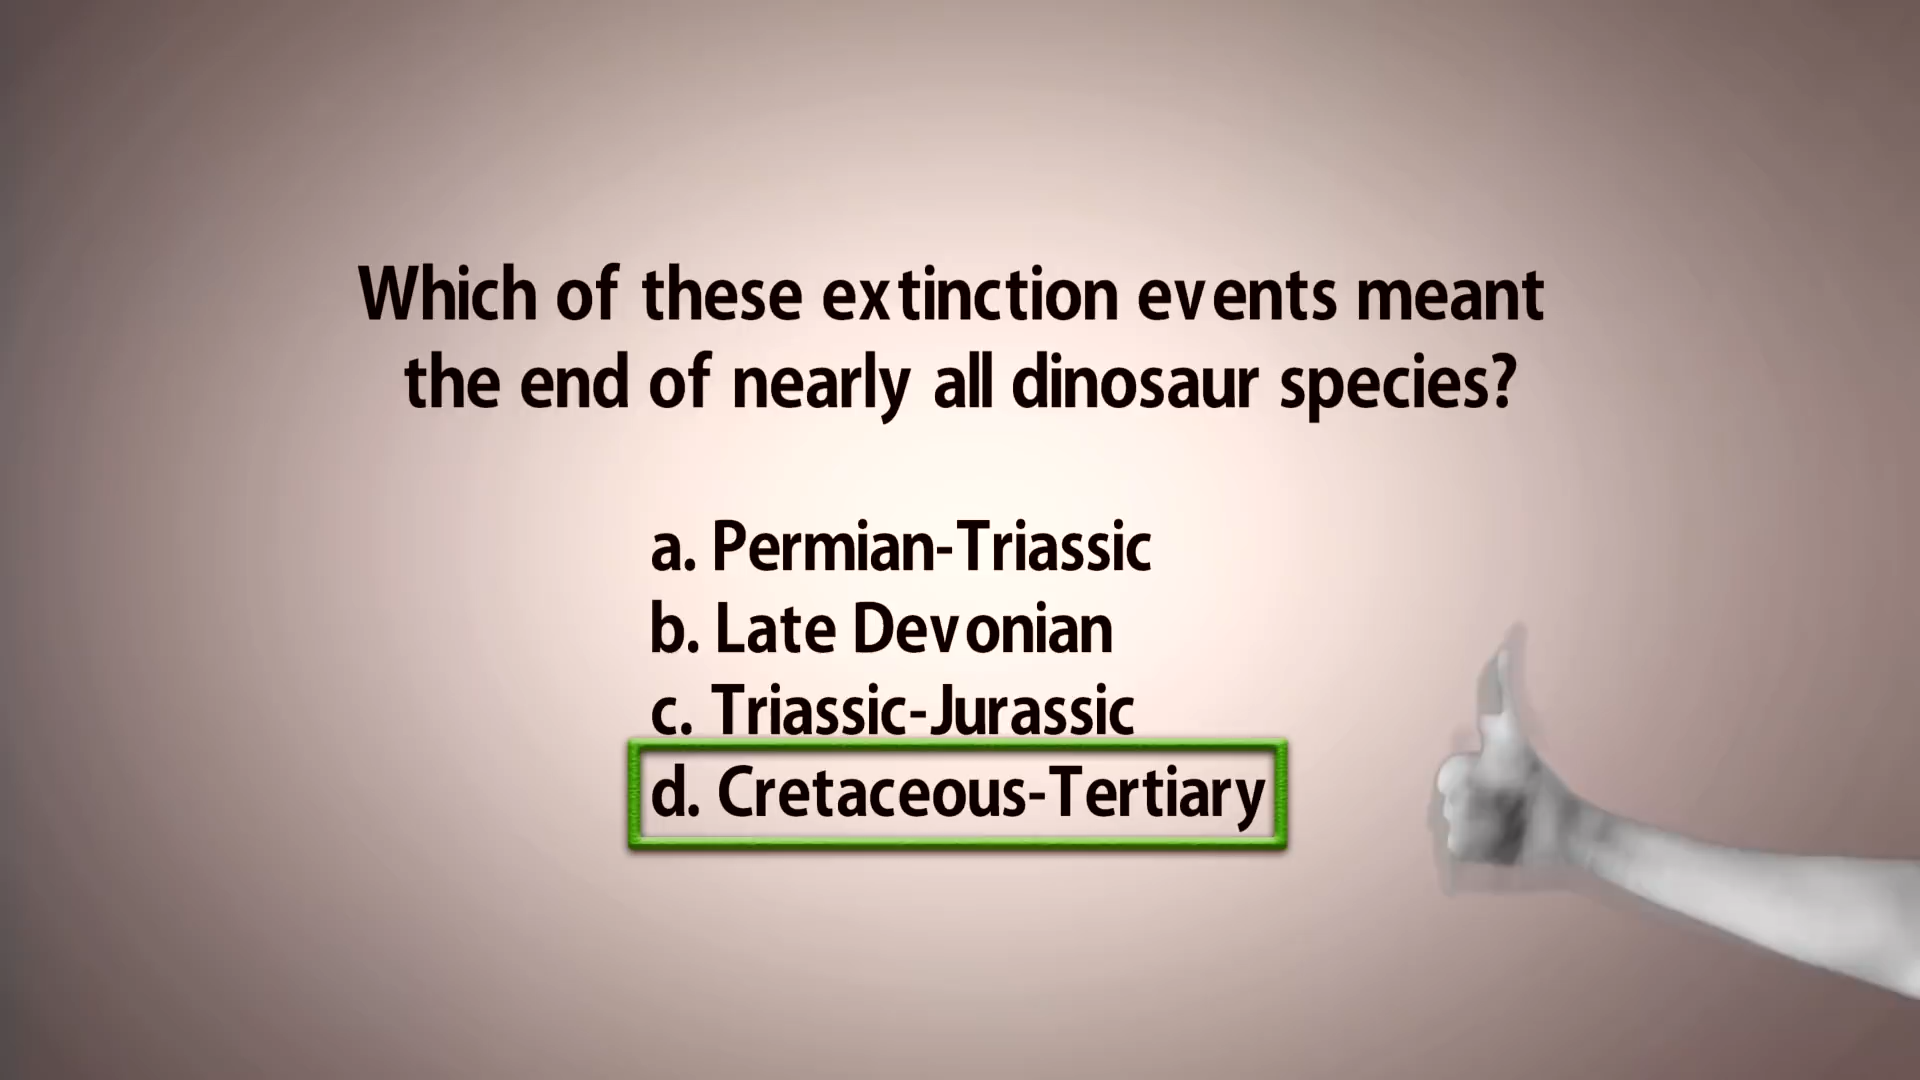 Which of these extinction events meant
the end of nearly all dinosaur species?
a. Permian-Triassic
b. Late Devonian
c. Triassic-Jurassic
d. Cretaceous-Tertiary